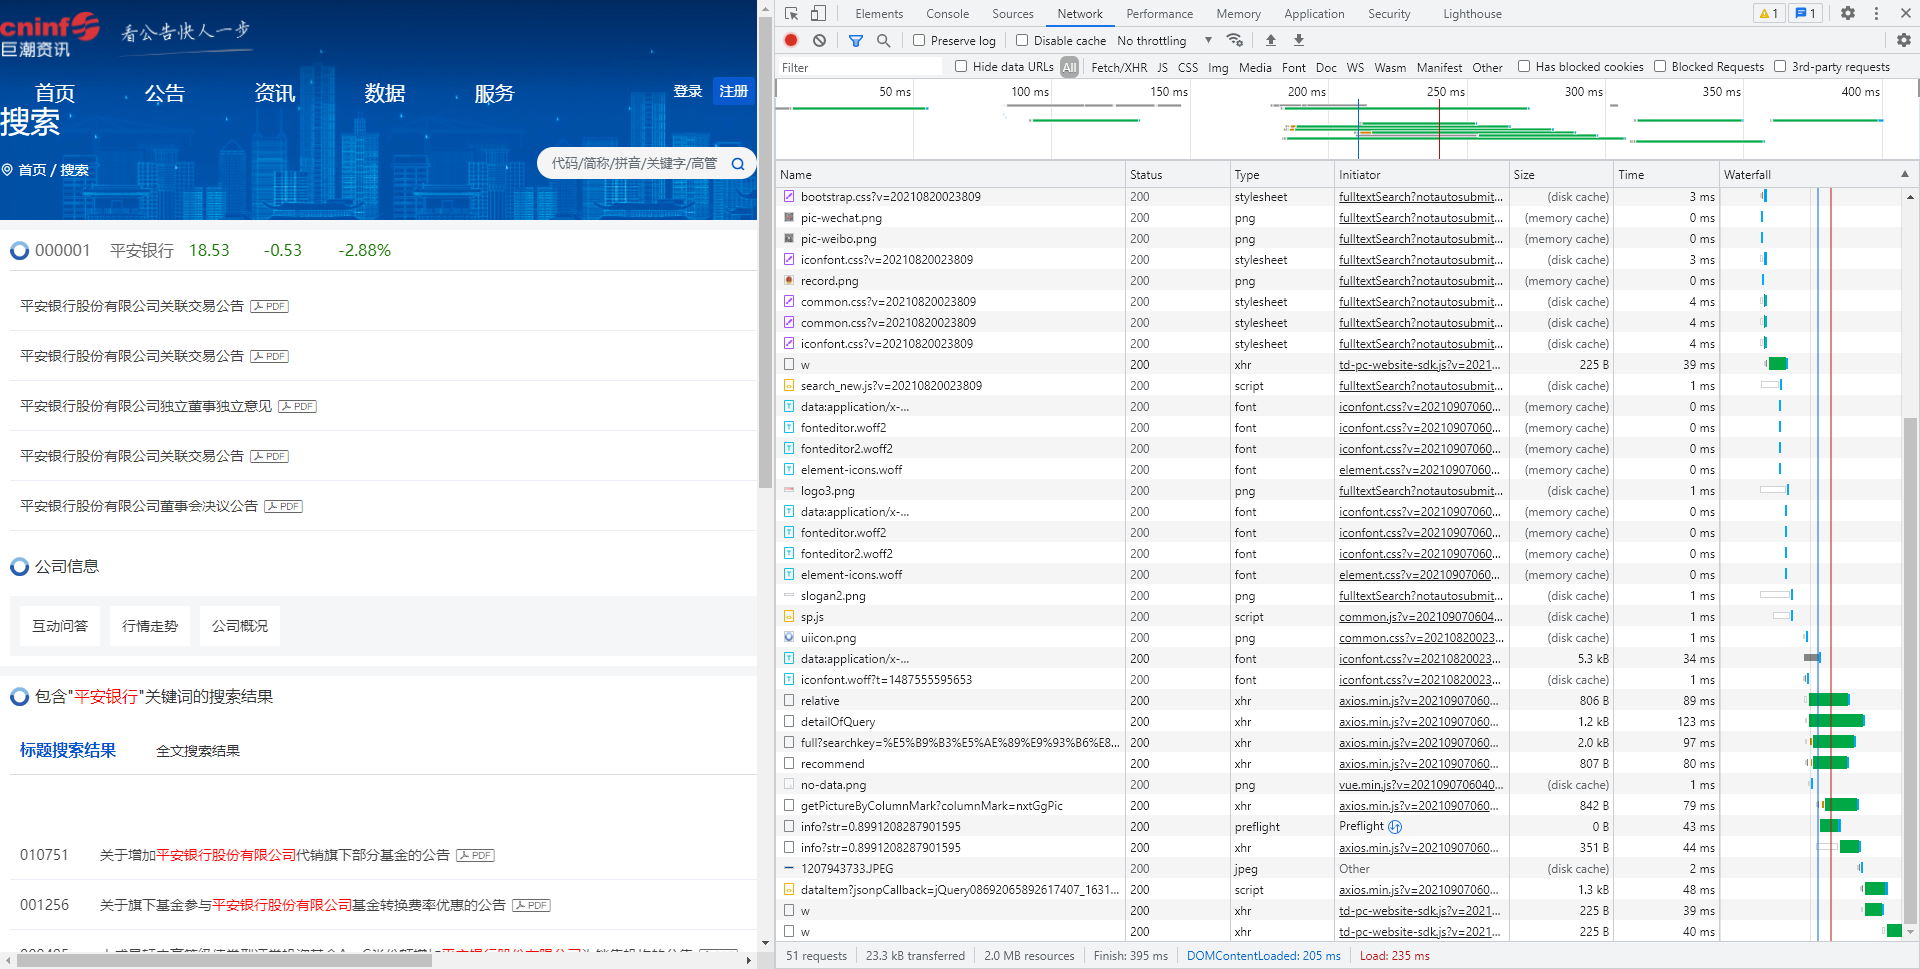 cninf 巨潮资讯 看公告快人一步
首页 公告 资讯 数据 服务 登录 注册
搜索
首页 / 搜索
代码/简称/拼音/关键字/高管
000001 平安银行 18.53 -0.53 -2.88%
平安银行股份有限公司关联交易公告 PDF
平安银行股份有限公司关联交易公告 PDF
平安银行股份有限公司独立董事独立意见 PDF
平安银行股份有限公司关联交易公告 PDF
平安银行股份有限公司董事会决议公告 PDF
公司信息
互动问答 行情走势 公司概况
包含"平安银行"关键词的搜索结果
标题搜索结果 全文搜索结果
010751 关于增加平安银行股份有限公司代销旗下部分基金的公告 PDF
001256 关于旗下基金参与平安银行股份有限公司基金转换费率优惠的公告 PDF
Elements Console Sources Network Performance Memory Application Security Lighthouse 1 1
Preserve log Disable cache No throttling
Filter Hide data URLs All Fetch/XHR JS CSS Img Media Font Doc WS Wasm Manifest Other Has blocked cookies Blocked Requests 3rd-party requests
50 ms 100 ms 150 ms 200 ms 250 ms 300 ms 350 ms 400 ms
Name Status Type Initiator Size Time Waterfall
bootstrap.css?v=20210820023809 200 stylesheet fulltextSearch?notautosubmit... (disk cache) 3 ms
pic-wechat.png 200 png fulltextSearch?notautosubmit... (memory cache) 0 ms
pic-weibo.png 200 png fulltextSearch?notautosubmit... (memory cache) 0 ms
iconfont.css?v=20210820023809 200 stylesheet fulltextSearch?notautosubmit... (disk cache) 3 ms
record.png 200 png fulltextSearch?notautosubmit... (memory cache) 0 ms
common.css?v=20210820023809 200 stylesheet fulltextSearch?notautosubmit... (disk cache) 4 ms
common.css?v=20210820023809 200 stylesheet fulltextSearch?notautosubmit... (disk cache) 4 ms
iconfont.css?v=20210820023809 200 stylesheet fulltextSearch?notautosubmit... (disk cache) 4 ms
w 200 xhr td-pc-website-sdk.js?v=2021... 225 B 39 ms
search_new.js?v=20210820023809 200 script fulltextSearch?notautosubmit... (disk cache) 1 ms
data:application/x-... 200 font iconfont.css?v=20210907060... (memory cache) 0 ms
fonteditor.woff2 200 font iconfont.css?v=20210907060... (memory cache) 0 ms
fonteditor2.woff2 200 font iconfont.css?v=20210907060... (memory cache) 0 ms
element-icons.woff 200 font element.css?v=20210907060... (memory cache) 0 ms
logo3.png 200 png fulltextSearch?notautosubmit... (disk cache) 1 ms
data:application/x-... 200 font iconfont.css?v=20210907060... (memory cache) 0 ms
fonteditor.woff2 200 font iconfont.css?v=20210907060... (memory cache) 0 ms
fonteditor2.woff2 200 font iconfont.css?v=20210907060... (memory cache) 0 ms
element-icons.woff 200 font element.css?v=20210907060... (memory cache) 0 ms
slogan2.png 200 png fulltextSearch?notautosubmit... (disk cache) 1 ms
sp.js 200 script common.js?v=202109070604... (disk cache) 1 ms
uiicon.png 200 png common.css?v=20210820023... (disk cache) 1 ms
data:application/x-... 200 font iconfont.css?v=20210820023... 5.3 kB 34 ms
iconfont.woff?t=1487555595653 200 font iconfont.css?v=20210820023... (disk cache) 1 ms
relative 200 xhr axios.min.js?v=20210907060... 806 B 89 ms
detailOfQuery 200 xhr axios.min.js?v=20210907060... 1.2 kB 123 ms
full?searchkey=%E5%B9%B3%E5%AE%89%E9%93%B6%E8... 200 xhr axios.min.js?v=20210907060... 2.0 kB 97 ms
recommend 200 xhr axios.min.js?v=20210907060... 807 B 80 ms
no-data.png 200 png vue.min.js?v=2021090706040... (disk cache) 1 ms
getPictureByColumnMark?columnMark=nxtGgPic 200 xhr axios.min.js?v=20210907060... 842 B 79 ms
info?str=0.8991208287901595 200 preflight Preflight 0 B 43 ms
info?str=0.8991208287901595 200 xhr axios.min.js?v=20210907060... 351 B 44 ms
1207943733.JPEG 200 jpeg Other (disk cache) 2 ms
dataItem?jsonpCallback=jQuery08692065892617407_1631... 200 script axios.min.js?v=20210907060... 1.3 kB 48 ms
w 200 xhr td-pc-website-sdk.js?v=2021... 225 B 39 ms
w 200 xhr td-pc-website-sdk.js?v=2021... 225 B 40 ms
51 requests 23.3 kB transferred 2.0 MB resources Finish: 395 ms DOMContentLoaded: 205 ms Load: 235 ms